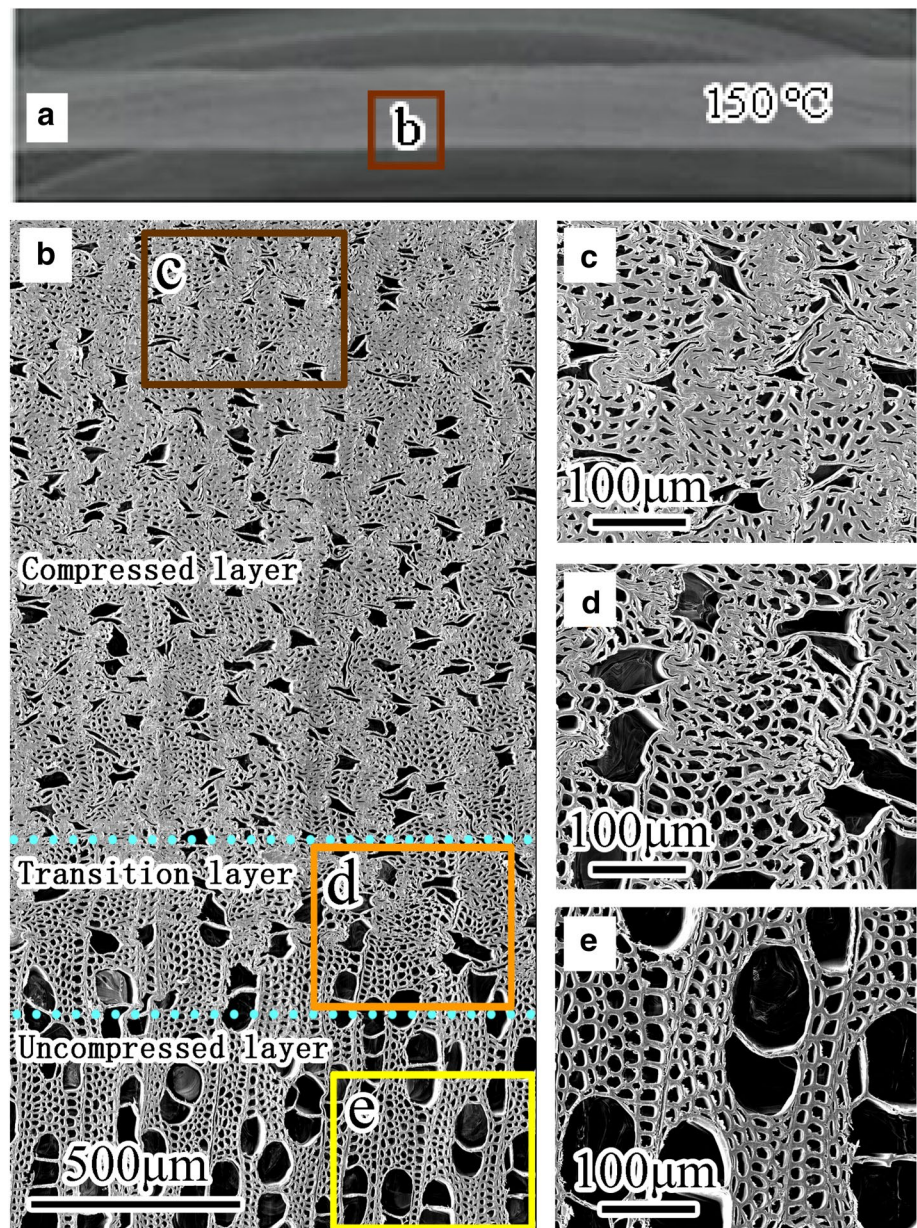 a
b
150°C
b
c
Compressed layer
Transition layer
d
Uncompressed layer
e
500μm
c
100μm
d
100μm
e
100μm